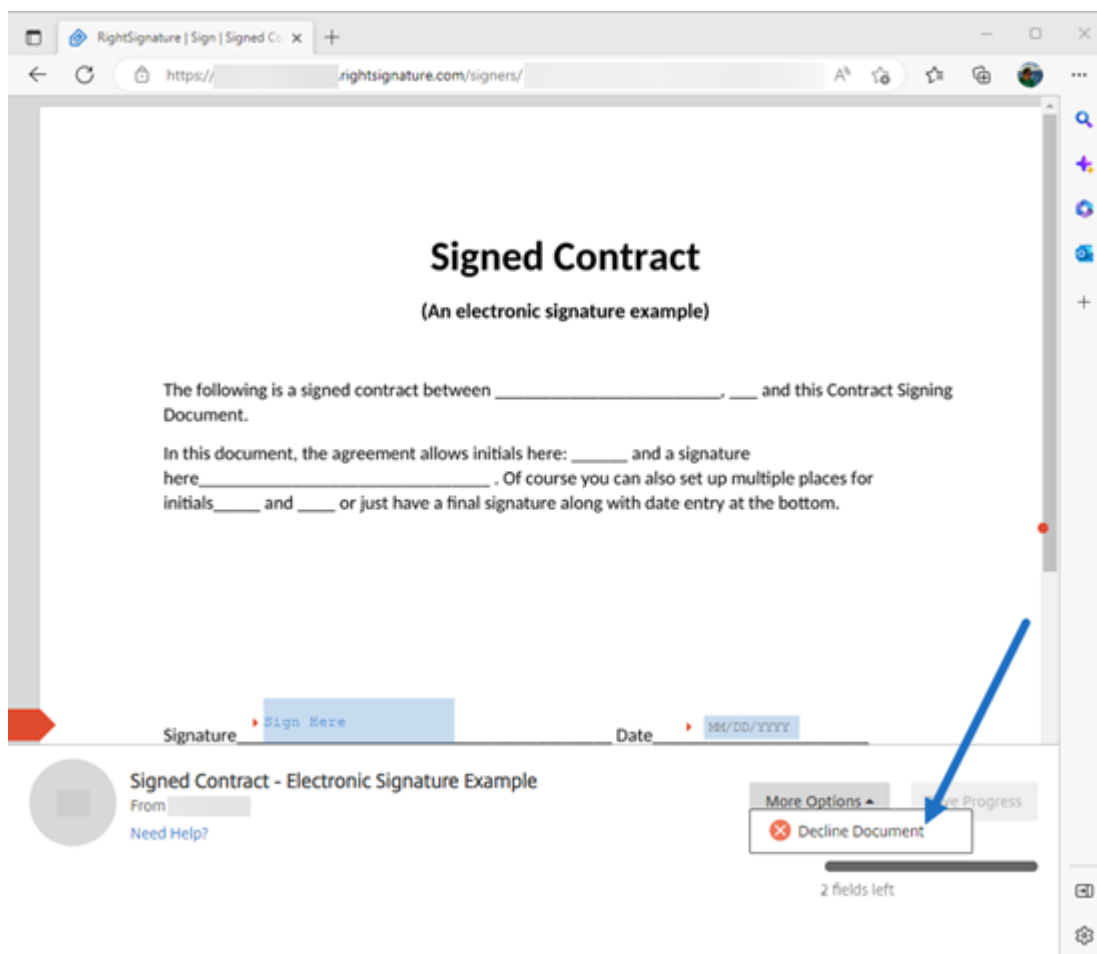 RightSignature | Sign | Signed Co
https:// .rightsignature.com/signers/
Signed Contract
(An electronic signature example)
The following is a signed contract between _________________________, ___ and this Contract Signing
Document.
In this document, the agreement allows initials here: ______ and a signature
here________________________________ . Of course you can also set up multiple places for
initials_____ and ____ or just have a final signature along with date entry at the bottom.
Signature Sign Here Date MM/DD/YYYY
Signed Contract - Electronic Signature Example
From
Need Help?
More Options Progress
Decline Document
2 fields left